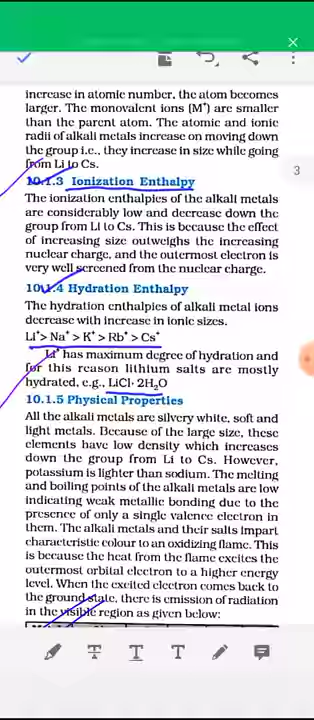 increase in atomic number, the atom becomes
larger. The monovalent ions (M⁺) are smaller
than the parent atom. The atomic and ionic
radii of alkali metals increase on moving down
the group i.e., they increase in size while going
from Li to Cs.
3
10.1.3 Ionization Enthalpy
The ionization enthalpies of the alkali metals
are considerably low and decrease down the
group from Li to Cs. This is because the effect
of increasing size outweighs the increasing
nuclear charge, and the outermost electron is
very well screened from the nuclear charge.
10.1.4 Hydration Enthalpy
The hydration enthalpies of alkali metal ions
decrease with increase in ionic sizes.
Li⁺> Na⁺ > K⁺ > Rb⁺ > Cs⁺
Li⁺ has maximum degree of hydration and
for this reason lithium salts are mostly
hydrated, e.g., LiCl· 2H₂O
10.1.5 Physical Properties
All the alkali metals are silvery white, soft and
light metals. Because of the large size, these
elements have low density which increases
down the group from Li to Cs. However,
potassium is lighter than sodium. The melting
and boiling points of the alkali metals are low
indicating weak metallic bonding due to the
presence of only a single valence electron in
them. The alkali metals and their salts impart
characteristic colour to an oxidizing flame. This
is because the heat from the flame excites the
outermost orbital electron to a higher energy
level. When the excited electron comes back to
the ground state, there is emission of radiation
in the visible region as given below: